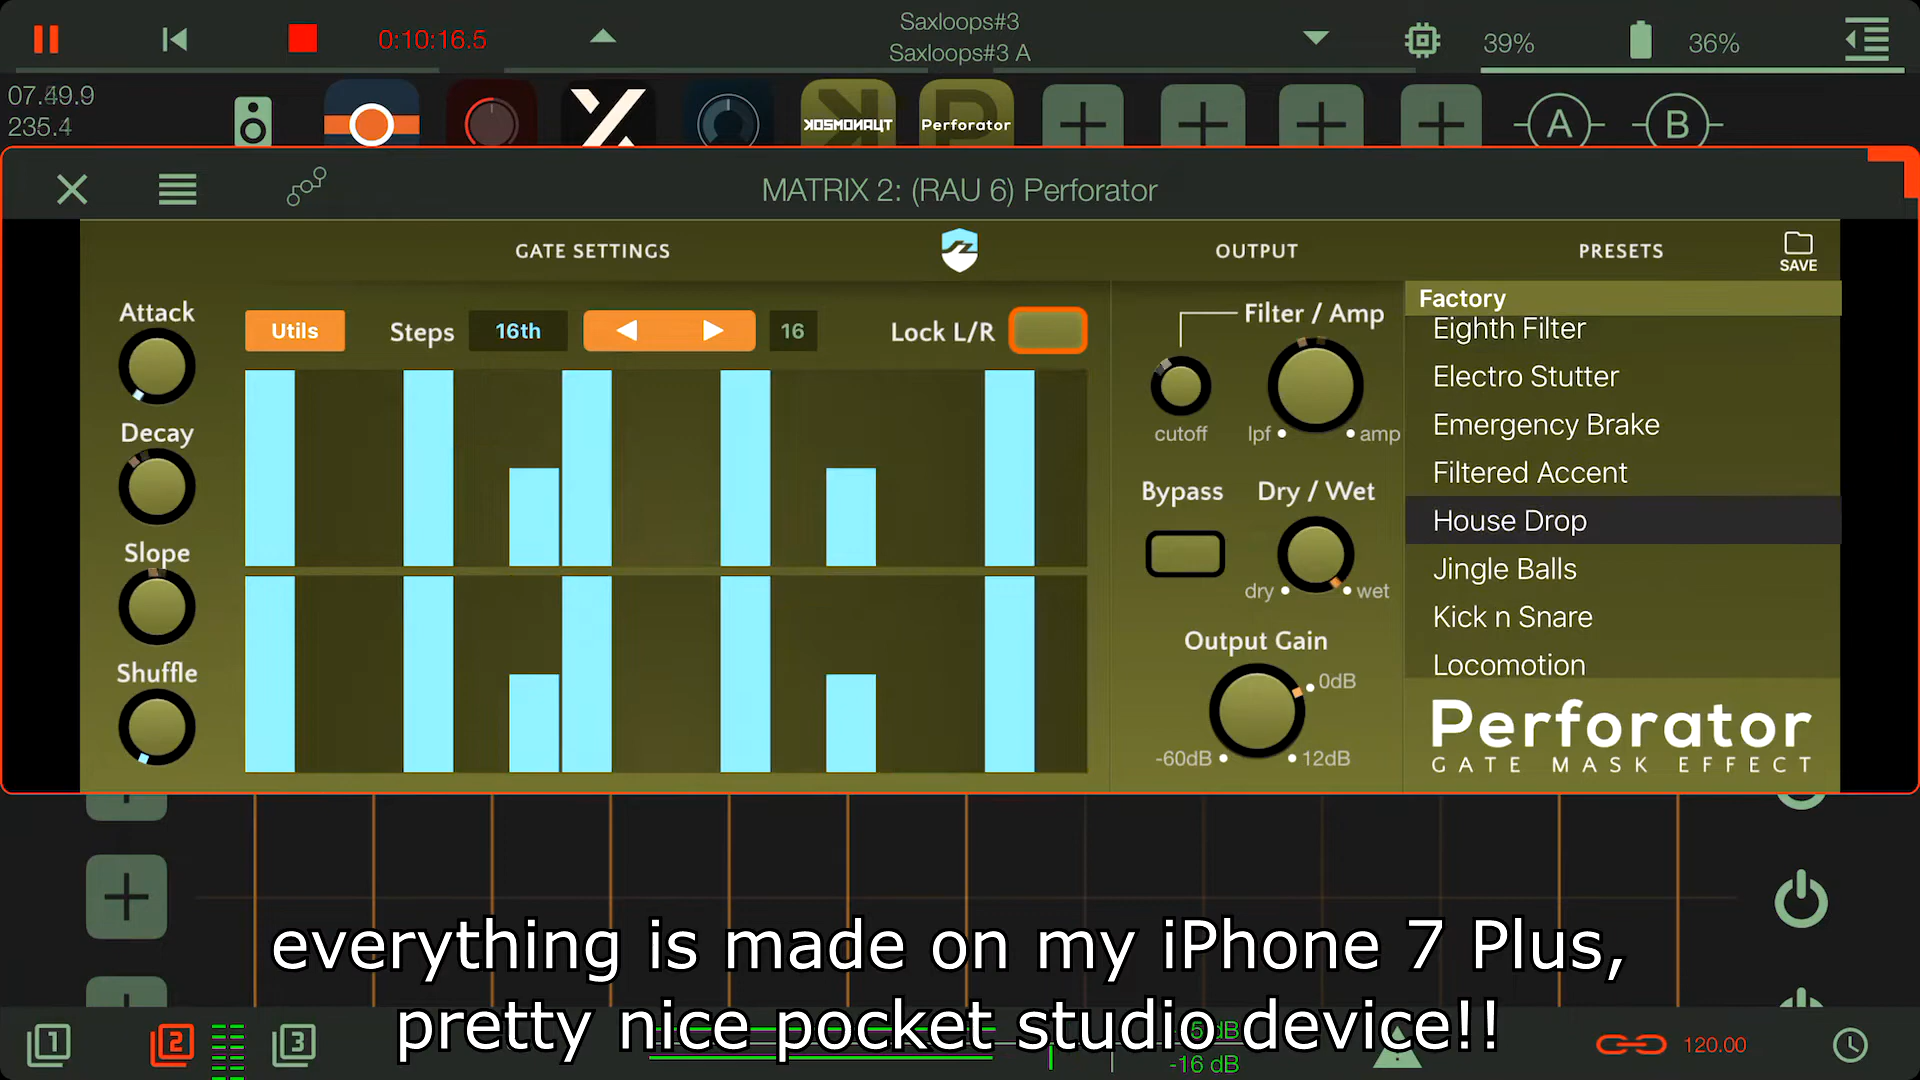 0:10:16.5
Saxloops#3
Saxloops#3 A
39%
36%
07.49.9
235.4
KOSMONAUT
Perforator
A
B
MATRIX 2: (RAU 6) Perforator
GATE SETTINGS
OUTPUT
PRESETS
SAVE
Attack
Decay
Slope
Shuffle
Utils
Steps
16th
16
Lock L/R
Filter / Amp
cutoff
lpf
amp
Bypass
Dry / Wet
dry
wet
Output Gain
0dB
-60dB
12dB
Factory
Eighth Filter
Electro Stutter
Emergency Brake
Filtered Accent
House Drop
Jingle Balls
Kick n Snare
Locomotion
Perforator
GATE MASK EFFECT
everything is made on my iPhone 7 Plus,
pretty nice pocket studio device!!
1
2
3
-16 dB
120.00